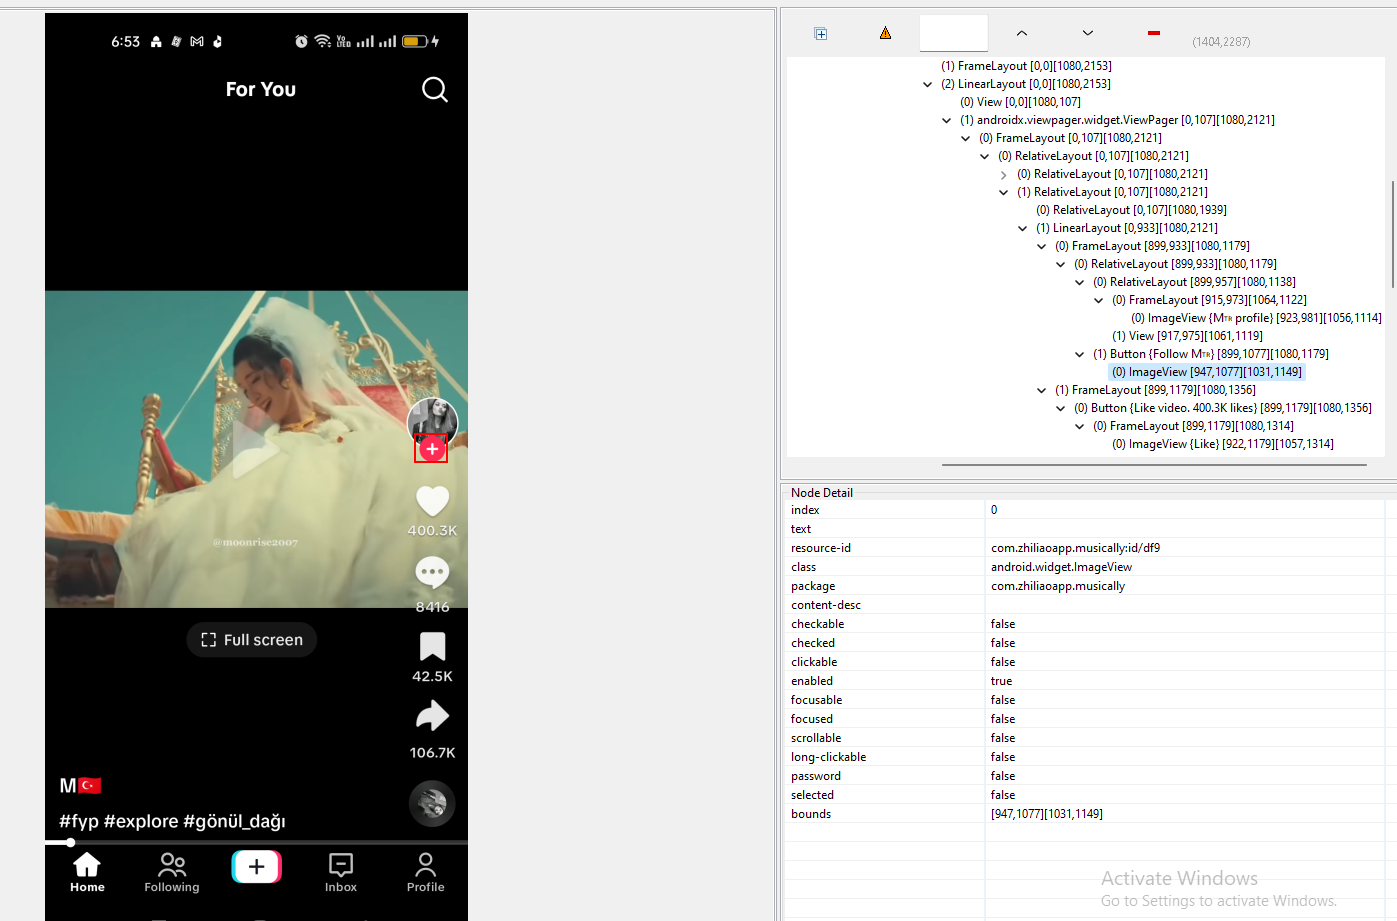 6:53
Vo
LTED
For You
400.3K
@moonrise2007
8416
Full screen
42.5K
106.7K
M🇹🇷
#fyp #explore #gönül_dağı
Home
Following
Inbox
Profile
(1404,2287)
(1) FrameLayout [0,0][1080,2153]
(2) LinearLayout [0,0][1080,2153]
(0) View [0,0][1080,107]
(1) androidx.viewpager.widget.ViewPager [0,107][1080,2121]
(0) FrameLayout [0,107][1080,2121]
(0) RelativeLayout [0,107][1080,2121]
(0) RelativeLayout [0,107][1080,2121]
(1) RelativeLayout [0,107][1080,2121]
(0) RelativeLayout [0,107][1080,1939]
(1) LinearLayout [0,933][1080,2121]
(0) FrameLayout [899,933][1080,1179]
(0) RelativeLayout [899,933][1080,1179]
(0) RelativeLayout [899,957][1080,1138]
(0) FrameLayout [915,973][1064,1122]
(0) ImageView {M🇹🇷 profile} [923,981][1056,1114]
(1) View [917,975][1061,1119]
(1) Button {Follow M🇹🇷} [899,1077][1080,1179]
(0) ImageView [947,1077][1031,1149]
(1) FrameLayout [899,1179][1080,1356]
(0) Button {Like video. 400.3K likes} [899,1179][1080,1356]
(0) FrameLayout [899,1179][1080,1314]
(0) ImageView {Like} [922,1179][1057,1314]
Node Detail
index 0
text
resource-id com.zhiliaoapp.musically:id/df9
class android.widget.ImageView
package com.zhiliaoapp.musically
content-desc
checkable false
checked false
clickable false
enabled true
focusable false
focused false
scrollable false
long-clickable false
password false
selected false
bounds [947,1077][1031,1149]
Activate Windows
Go to Settings to activate Windows.